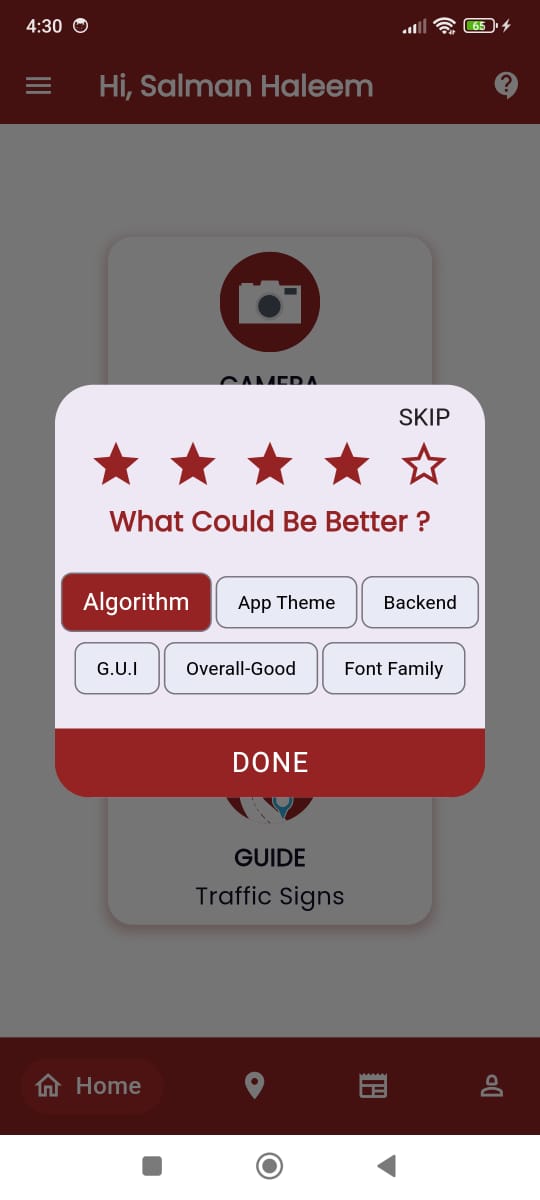 4:30
65
Hi, Salman Haleem
CAMERA
SKIP
What Could Be Better ?
Algorithm
App Theme
Backend
G.U.I
Overall-Good
Font Family
DONE
GUIDE
Traffic Signs
Home